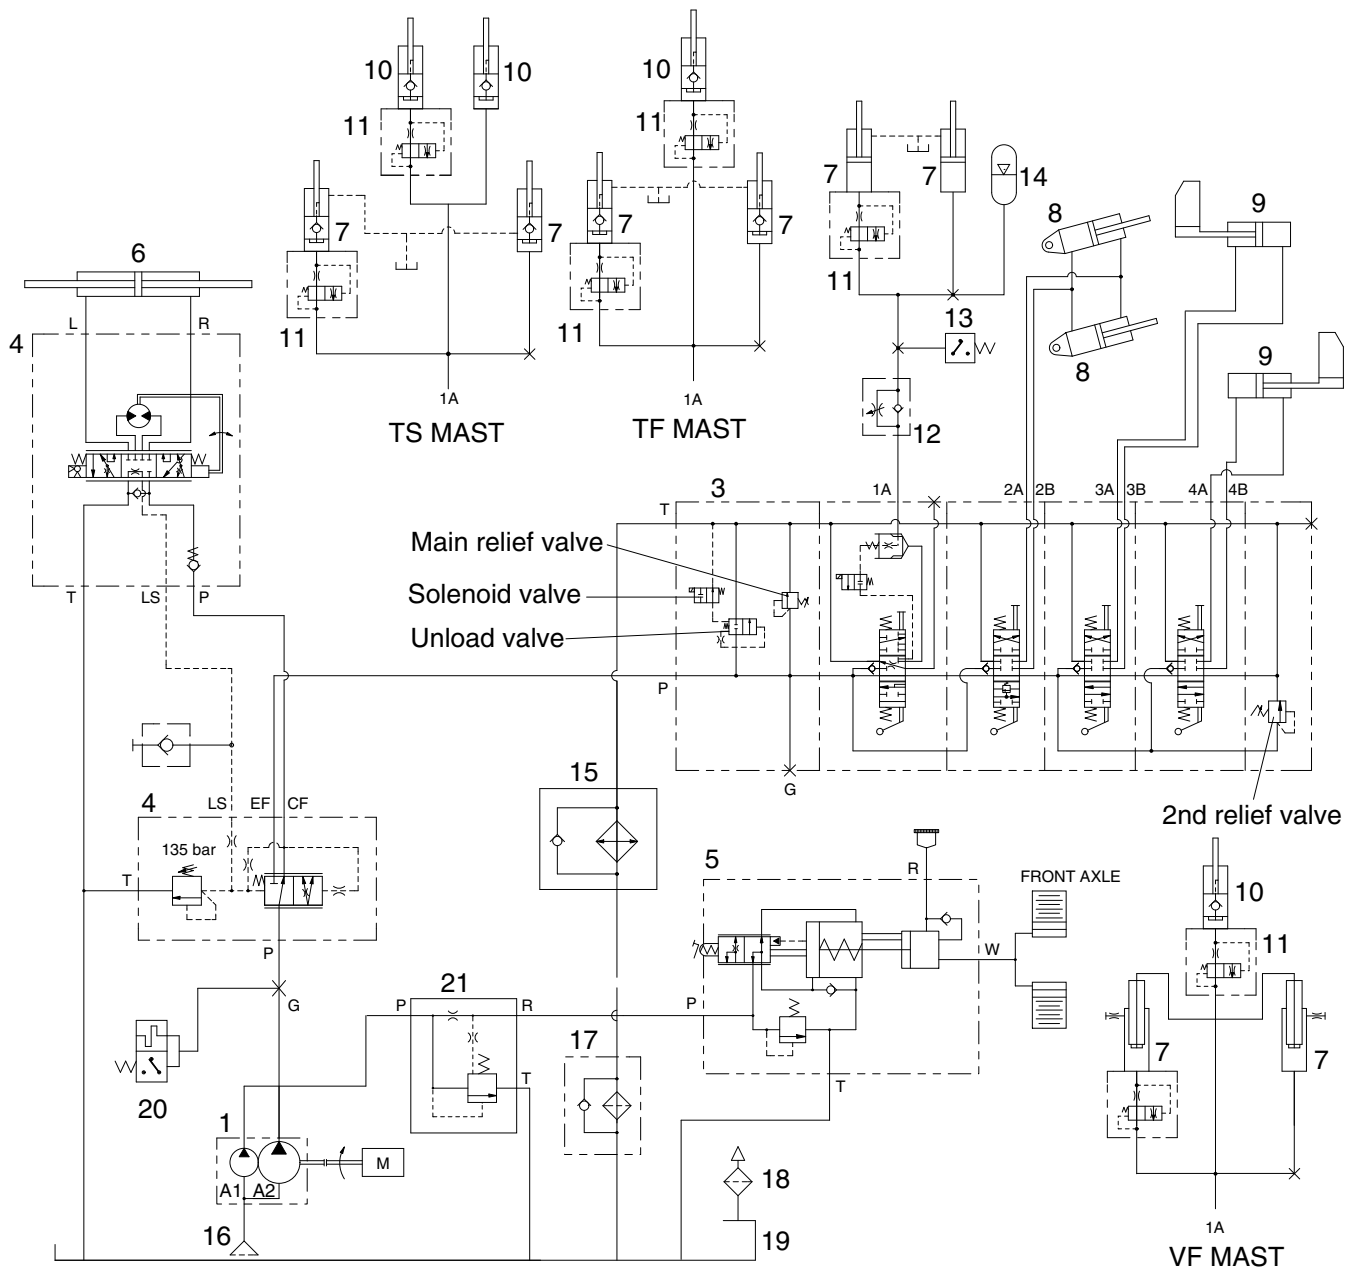 10
10
10
11
11
7
7
7
7
7
7
14
8
9
6
11
11
11
13
L
R
4
8
9
1A
TS MAST
1A
TF MAST
12
3
1A
2A
2B
3A
3B
4A
4B
T
Main relief valve
Solenoid valve
Unload valve
T
LS
P
P
15
G
2nd relief valve
4
LS
EF
CF
135 bar
T
P
5
R
FRONT AXLE
10
W
11
G
21
P
R
P
17
T
T
7
7
20
1
M
A1
A2
18
16
19
1A
VF MAST